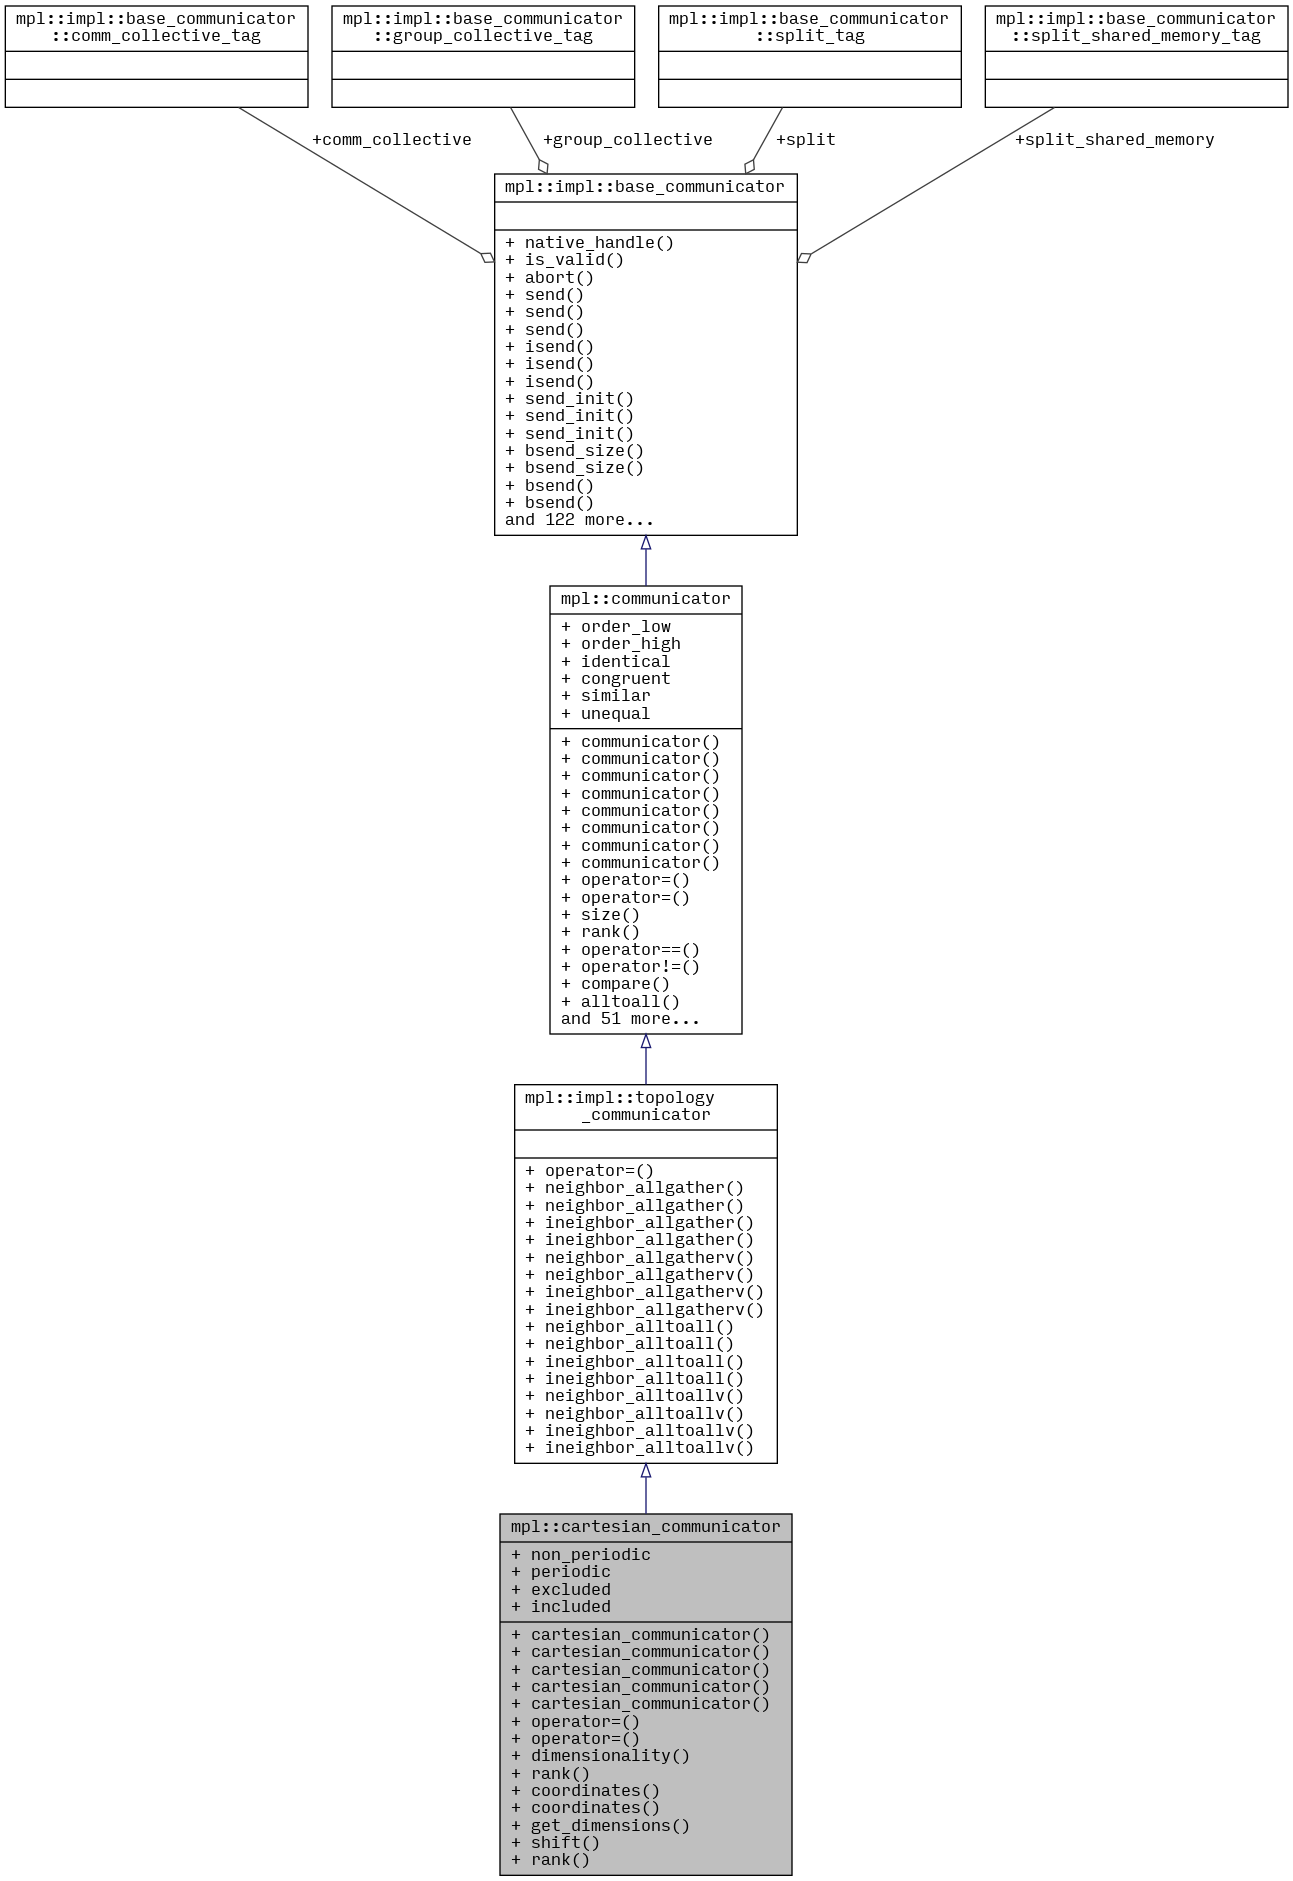 mpl::impl::base_communicator
::comm_collective_tag
mpl::impl::base_communicator
::group_collective_tag
mpl::impl::base_communicator
::split_tag
mpl::impl::base_communicator
::split_shared_memory_tag
+comm_collective
+group_collective
+split
+split_shared_memory
mpl::impl::base_communicator
+ native_handle()
+ is_valid()
+ abort()
+ send()
+ send()
+ send()
+ isend()
+ isend()
+ isend()
+ send_init()
+ send_init()
+ send_init()
+ bsend_size()
+ bsend_size()
+ bsend()
+ bsend()
and 122 more...
mpl::communicator
+ order_low
+ order_high
+ identical
+ congruent
+ similar
+ unequal
+ communicator()
+ communicator()
+ communicator()
+ communicator()
+ communicator()
+ communicator()
+ communicator()
+ communicator()
+ operator=()
+ operator=()
+ size()
+ rank()
+ operator==()
+ operator!=()
+ compare()
+ alltoall()
and 51 more...
mpl::impl::topology
_communicator
+ operator=()
+ neighbor_allgather()
+ neighbor_allgather()
+ ineighbor_allgather()
+ ineighbor_allgather()
+ neighbor_allgatherv()
+ neighbor_allgatherv()
+ ineighbor_allgatherv()
+ ineighbor_allgatherv()
+ neighbor_alltoall()
+ neighbor_alltoall()
+ ineighbor_alltoall()
+ ineighbor_alltoall()
+ neighbor_alltoallv()
+ neighbor_alltoallv()
+ ineighbor_alltoallv()
+ ineighbor_alltoallv()
mpl::cartesian_communicator
+ non_periodic
+ periodic
+ excluded
+ included
+ cartesian_communicator()
+ cartesian_communicator()
+ cartesian_communicator()
+ cartesian_communicator()
+ cartesian_communicator()
+ operator=()
+ operator=()
+ dimensionality()
+ rank()
+ coordinates()
+ coordinates()
+ get_dimensions()
+ shift()
+ rank()